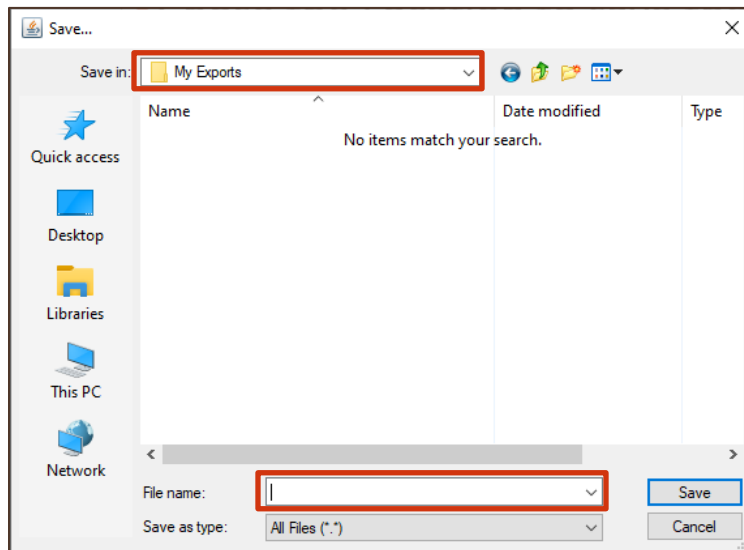 Save...
Save in: My Exports
Name Date modified Type
No items match your search.
Quick access
Desktop
Libraries
This PC
Network
File name: Save
Save as type: All Files (*.*) Cancel